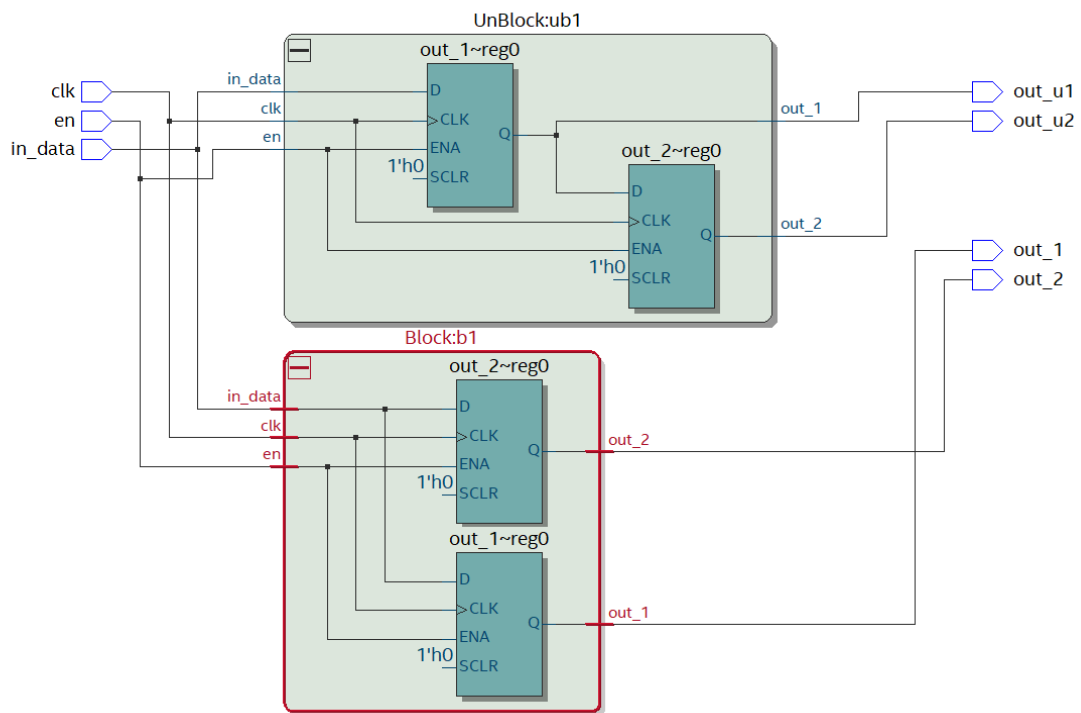 UnBlock:ub1
out_1~reg0
clk
en
in_data
in_data
clk
en
D
CLK
ENA
1'h0
SCLR
Q
out_2~reg0
D
CLK
ENA
1'h0
SCLR
Q
out_1
out_2
out_u1
out_u2
out_1
out_2
Block:b1
in_data
clk
en
out_2~reg0
D
CLK
ENA
1'h0
SCLR
Q
out_2
out_1~reg0
D
CLK
ENA
1'h0
SCLR
Q
out_1